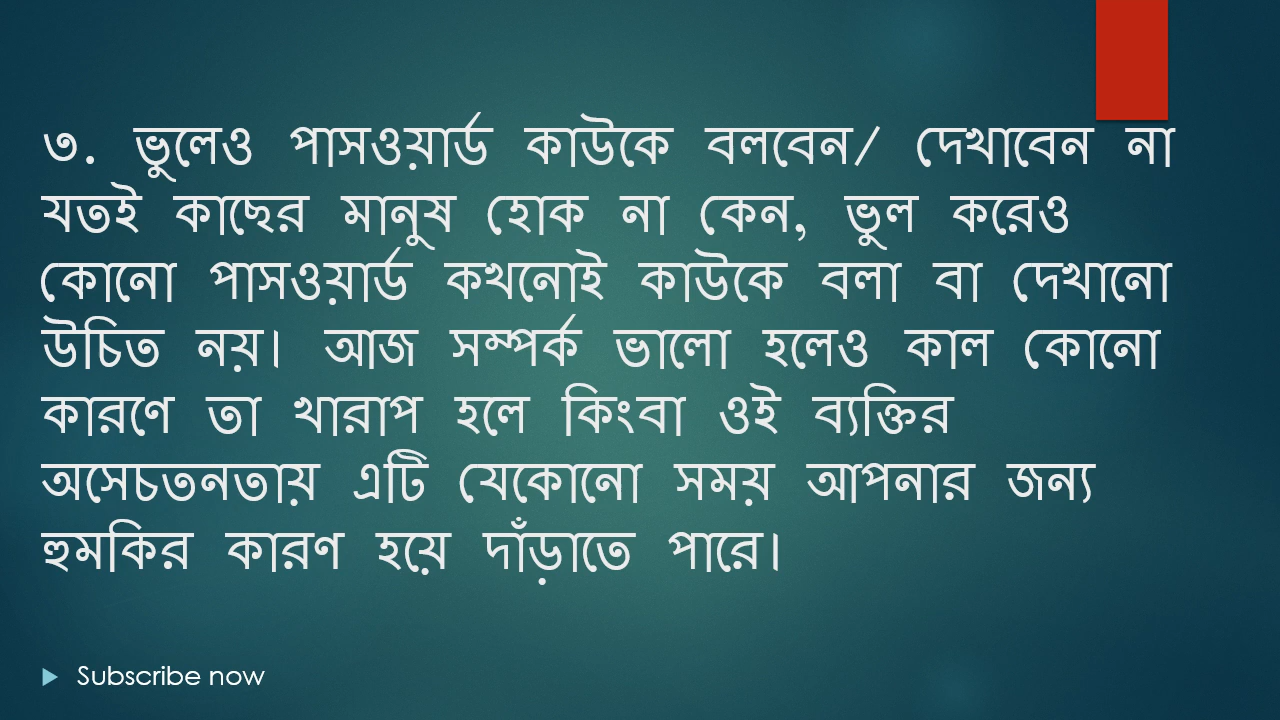 ৩. ভুলেও পাসওয়ার্ড কাউকে বলবেন/ দেখাবেন না
যতই কাছের মানুষ হোক না কেন, ভুল করেও
কোনো পাসওয়ার্ড কখনোই কাউকে বলা বা দেখানো
উচিত নয়। আজ সম্পর্ক ভালো হলেও কাল কোনো
কারণে তা খারাপ হলে কিংবা ওই ব্যক্তির
অসেচতনতায় এটি যেকোনো সময় আপনার জন্য
হুমকির কারণ হয়ে দাঁড়াতে পারে।
Subscribe now